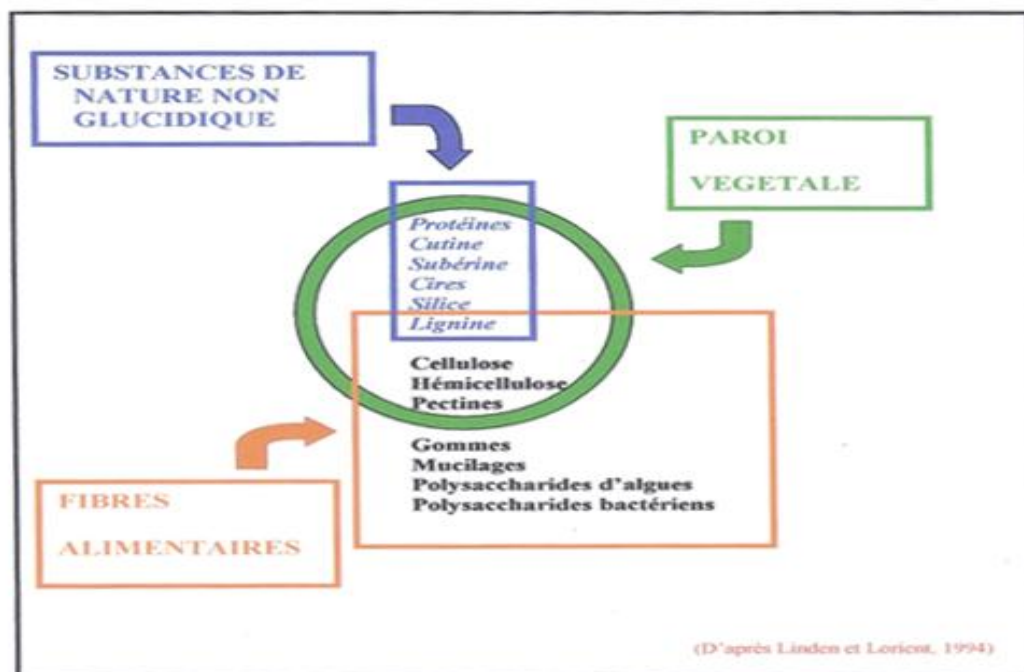 SUBSTANCES DE
NATURE NON
GLUCIDIQUE
PAROI
VEGETALE
Protéines
Cutine
Subérine
Cires
Silice
Lignine
Cellulose
Hémicellulose
Pectines
Gommes
Mucilages
Polysaccharides d'algues
Polysaccharides bactériens
FIBRES
ALIMENTAIRES
(D'après Linden et Lorient, 1994)